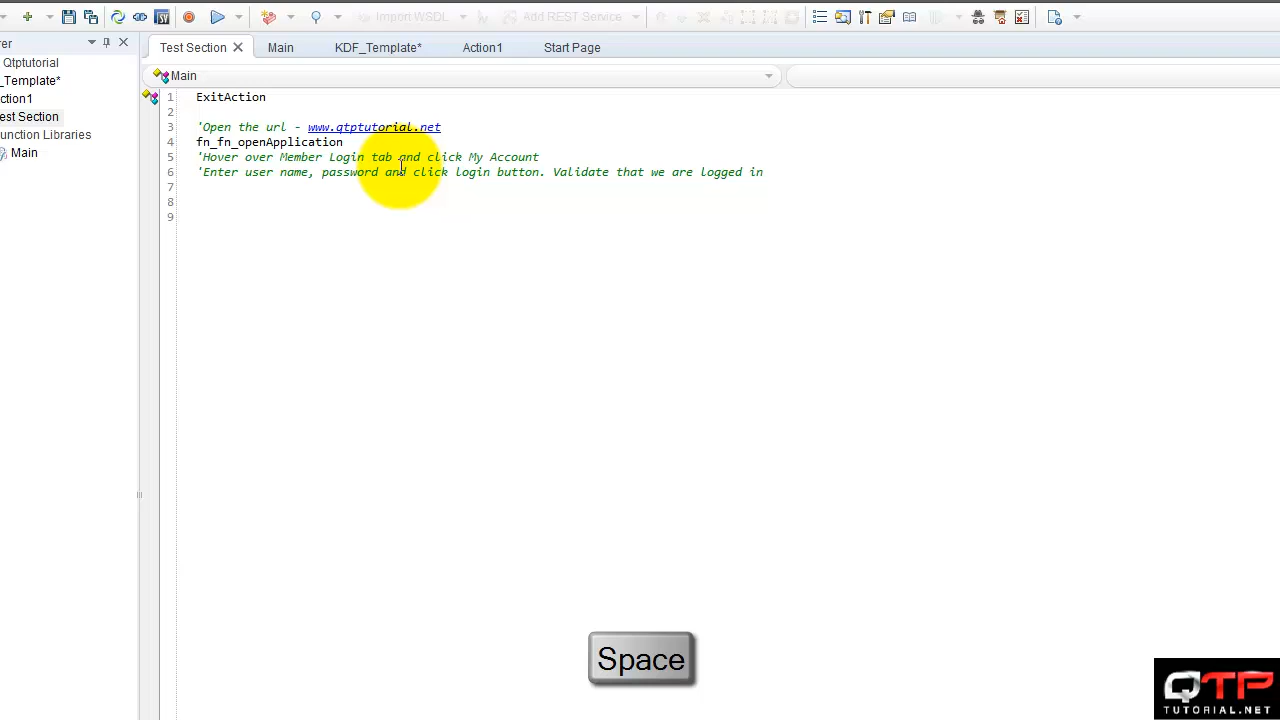 Import WSDL
Add REST Service
er
Test Section
Main
KDF_Template*
Action1
Start Page
Qtptutorial
_Template*
ction1
est Section
unction Libraries
Main
Main
1 ExitAction
2
3 'Open the url - www.qtptutorial.net
4 fn_fn_openApplication
5 'Hover over Member Login tab and click My Account
6 'Enter user name, password and click login button. Validate that we are logged in
7
8
9
Space
QTP
TUTORIAL.NET